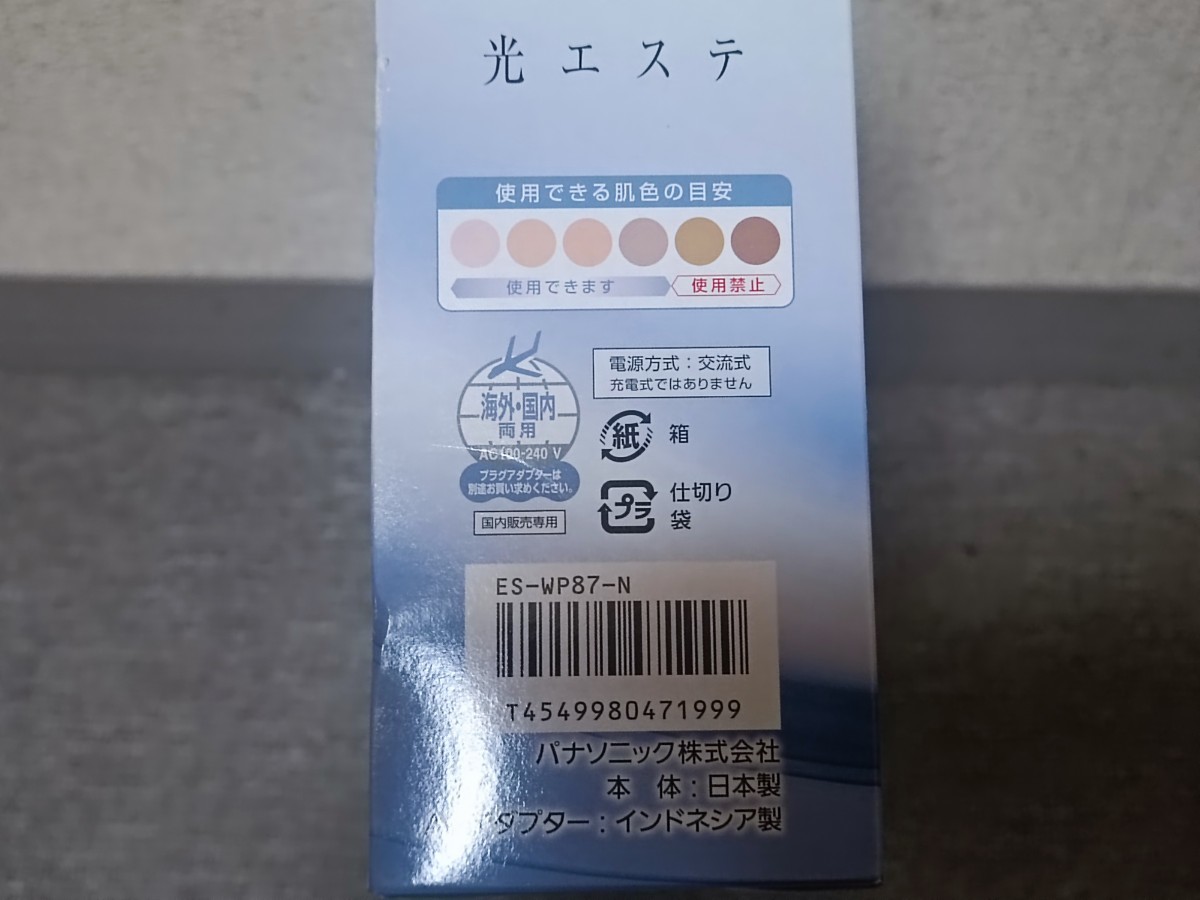 光エステ
使用できる肌色の目安
使用できます
使用禁止
電源方式：交流式
充電式ではありません
海外・国内
両用
AC100-240 V
プラグアダプターは
別途お買い求めください。
国内販売専用
紙 箱
プラ 仕切り
袋
ES-WP87-N
T4549980471999
パナソニック株式会社
本 体：日本製
ダプター：インドネシア製